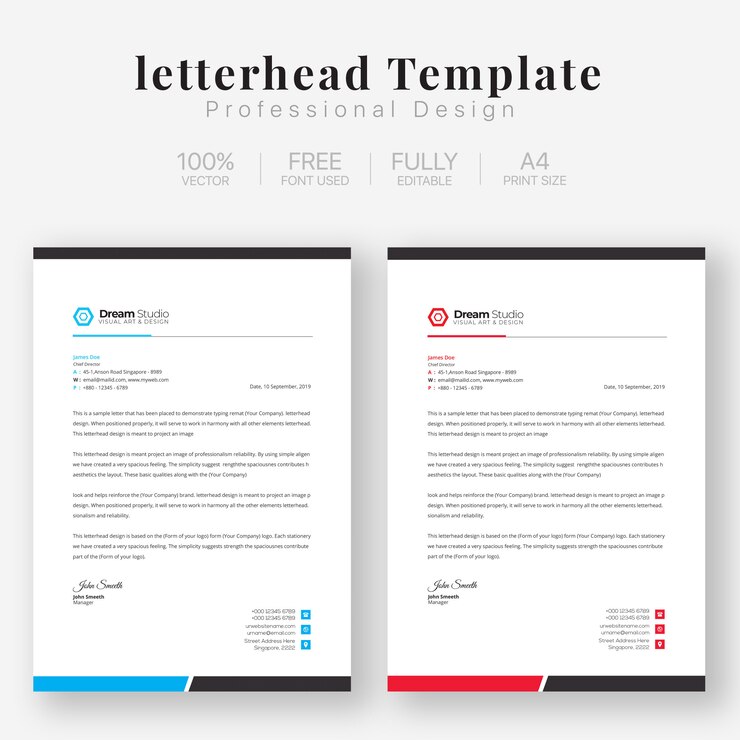 letterhead Template
Professional Design
100%
VECTOR
FREE
FONT USED
FULLY
EDITABLE
A4
PRINT SIZE
Dream Studio
VISUAL ART & DESIGN
James Doe
Chief Director
A : 45-1,Anson Road Singapore - 8989
W : email@mailid.com, www.myweb.com
P : +880 - 12345 - 6789
Date, 10 September, 2019
This is a sample letter that has been placed to demonstrate typing remat (Your Company). letterhead
design. When positioned properly, it will serve to work in harmony with all other elements letterhead.
This letterhead design is meant to project an image
This letterhead design is meant project an image of professionalism reliability. By using simple aligen
we have created a very spacious feeling. The simplicity suggest rengththe spaciousnes contributes h
aesthetics the layout. These basic qualities along with the (Your Company)
look and helps reinforce the (Your Company) brand. letterhead design is meant to project an image p
design. When positioned properly, it will serve to work in harmony all the other elements letterhead.
sionalism and reliability.
This letterhead design is based on the (Form of your logo) form (Your Company) logo. Each stationery
we have created a very spacious feeling. The simplicity suggests strength the spaciousness contribute
part of the (Form of your logo).
John Smeeth
John Smeeth
Manager
+000 12345 6789
+000 12345 6789
urwebsitename.com
urname@email.com
Street Address Here
Singapore, 2222
Dream Studio
VISUAL ART & DESIGN
James Doe
Chief Director
A : 45-1,Anson Road Singapore - 8989
W : email@mailid.com, www.myweb.com
P : +880 - 12345 - 6789
Date, 10 September, 2019
This is a sample letter that has been placed to demonstrate typing remat (Your Company). letterhead
design. When positioned properly, it will serve to work in harmony with all other elements letterhead.
This letterhead design is meant to project an image
This letterhead design is meant project an image of professionalism reliability. By using simple aligen
we have created a very spacious feeling. The simplicity suggest rengththe spaciousnes contributes h
aesthetics the layout. These basic qualities along with the (Your Company)
look and helps reinforce the (Your Company) brand. letterhead design is meant to project an image p
design. When positioned properly, it will serve to work in harmony all the other elements letterhead.
sionalism and reliability.
This letterhead design is based on the (Form of your logo) form (Your Company) logo. Each stationery
we have created a very spacious feeling. The simplicity suggests strength the spaciousness contribute
part of the (Form of your logo).
John Smeeth
John Smeeth
Manager
+000 12345 6789
+000 12345 6789
urwebsitename.com
urname@email.com
Street Address Here
Singapore, 2222